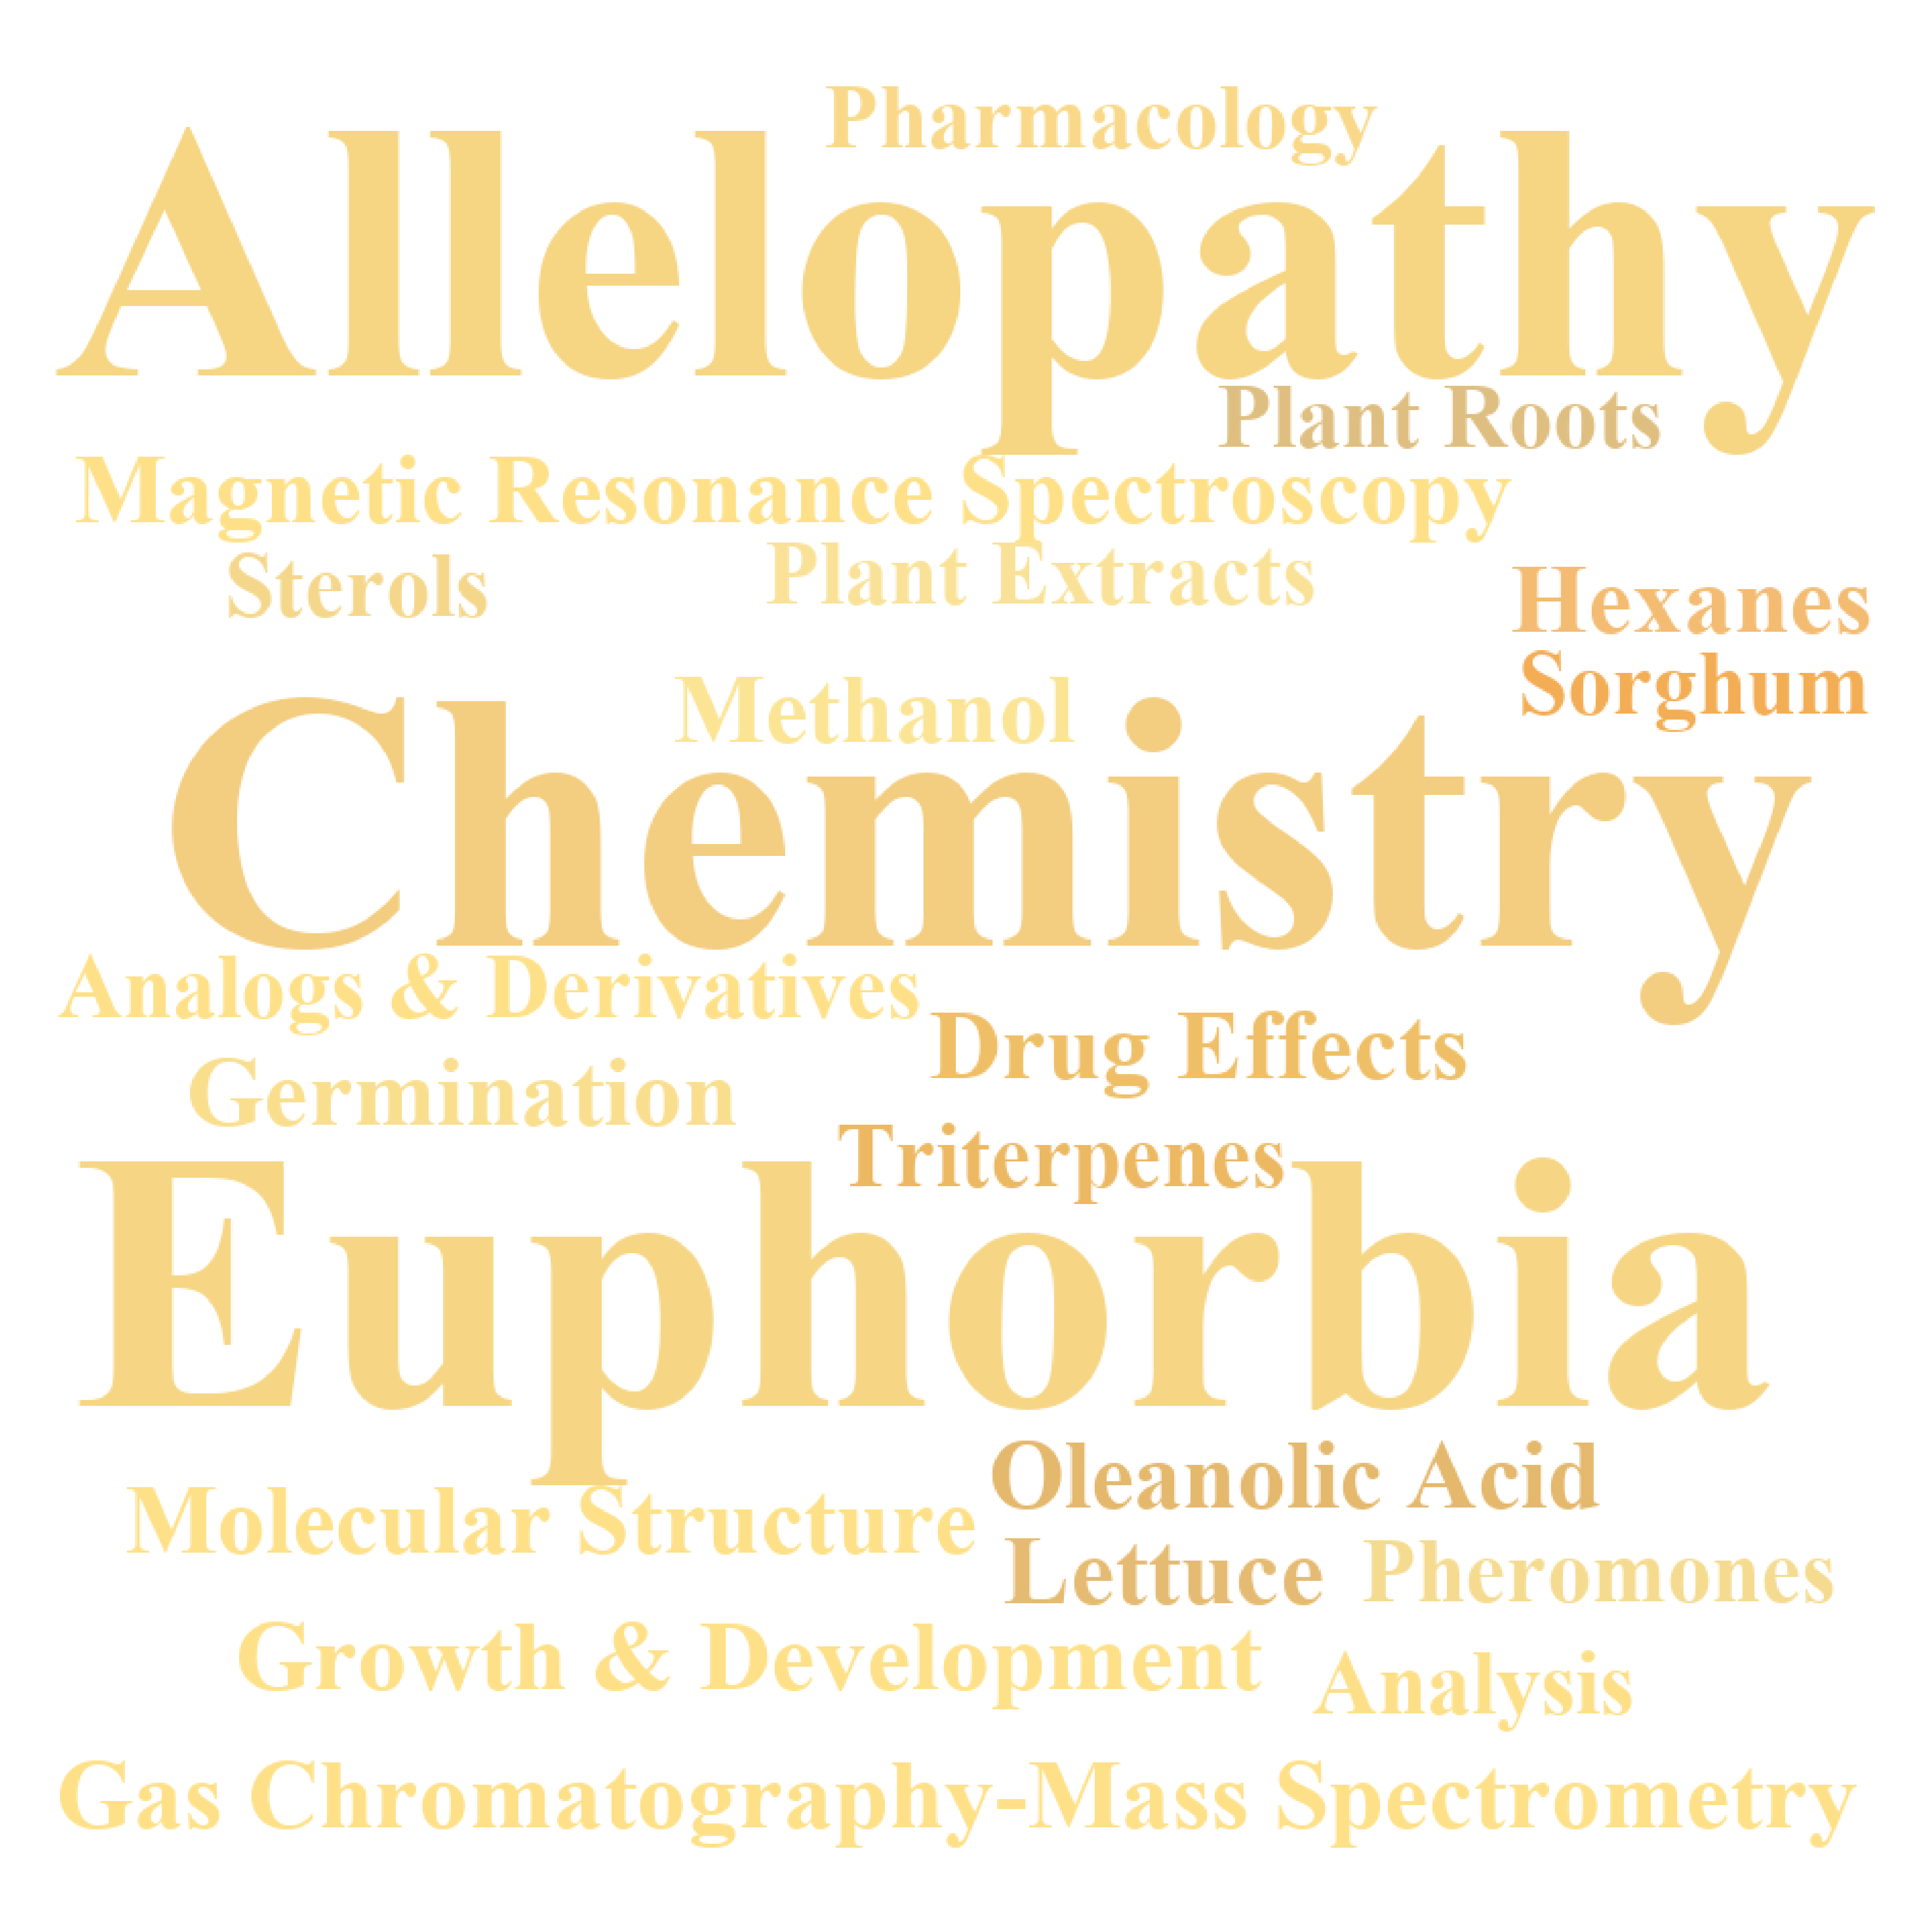 Pharmacology
Allelopathy
Plant Roots
Magnetic Resonance Spectroscopy
Sterols
Plant Extracts
Hexanes
Sorghum
Methanol
Chemistry
Analogs & Derivatives
Drug Effects
Germination
Triterpenes
Euphorbia
Oleanolic Acid
Molecular Structure
Lettuce
Pheromones
Growth & Development
Analysis
Gas Chromatography-Mass Spectrometry